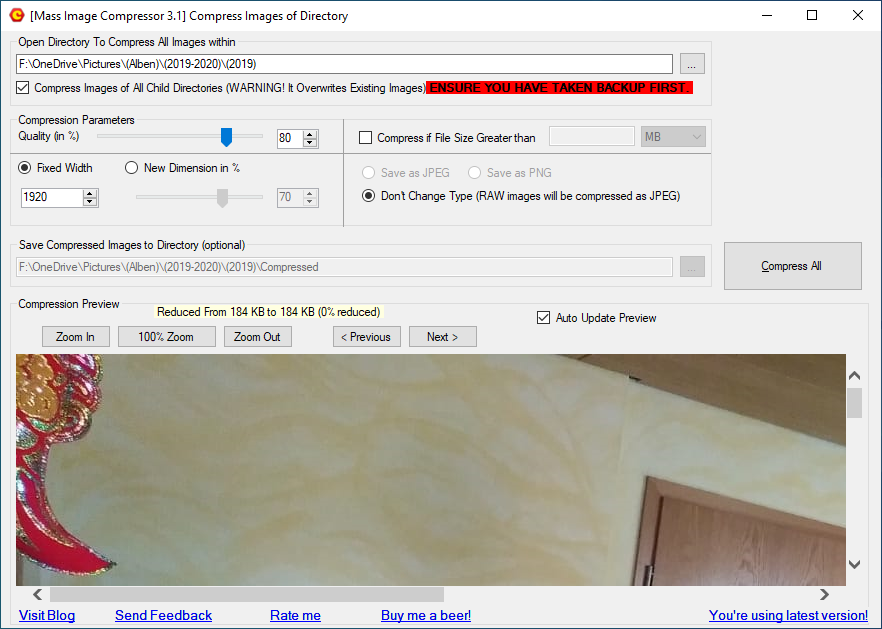 [Mass Image Compressor 3.1] Compress Images of Directory
Open Directory To Compress All Images within
F:\OneDrive\Pictures\(Alben)\(2019-2020)\(2019)
...
Compress Images of All Child Directories (WARNING! It Overwrites Existing Images) ENSURE YOU HAVE TAKEN BACKUP FIRST.
Compression Parameters
Quality (in %)
80
Compress if File Size Greater than
MB
Fixed Width
New Dimension in %
1920
70
Save as JPEG
Save as PNG
Don't Change Type (RAW images will be compressed as JPEG)
Save Compressed Images to Directory (optional)
F:\OneDrive\Pictures\(Alben)\(2019-2020)\(2019)\Compressed
...
Compress All
Compression Preview
Reduced From 184 KB to 184 KB (0% reduced)
Auto Update Preview
Zoom In
100% Zoom
Zoom Out
< Previous
Next >
Visit Blog
Send Feedback
Rate me
Buy me a beer!
You're using latest version!